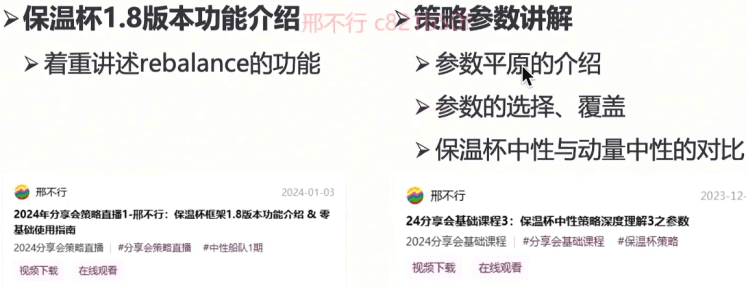 ➢保温杯1.8版本功能介绍
➢着重讲述rebalance的功能
邢不行
2024-01-03
2024年分享会策略直播1-邢不行：保温杯框架1.8版本功能介绍 & 零
基础使用指南
2024分享会策略直播 | #分享会策略直播 #中性船队1期
视频下载 在线观看
邢不行
➢策略参数讲解
➢参数平原的介绍
➢参数的选择、覆盖
➢保温杯中性与动量中性的对比
邢不行
2023-12-
24分享会基础课程3：保温杯中性策略深度理解3之参数
2024分享会基础课程 | #分享会基础课程 #保温杯策略
视频下载 在线观看